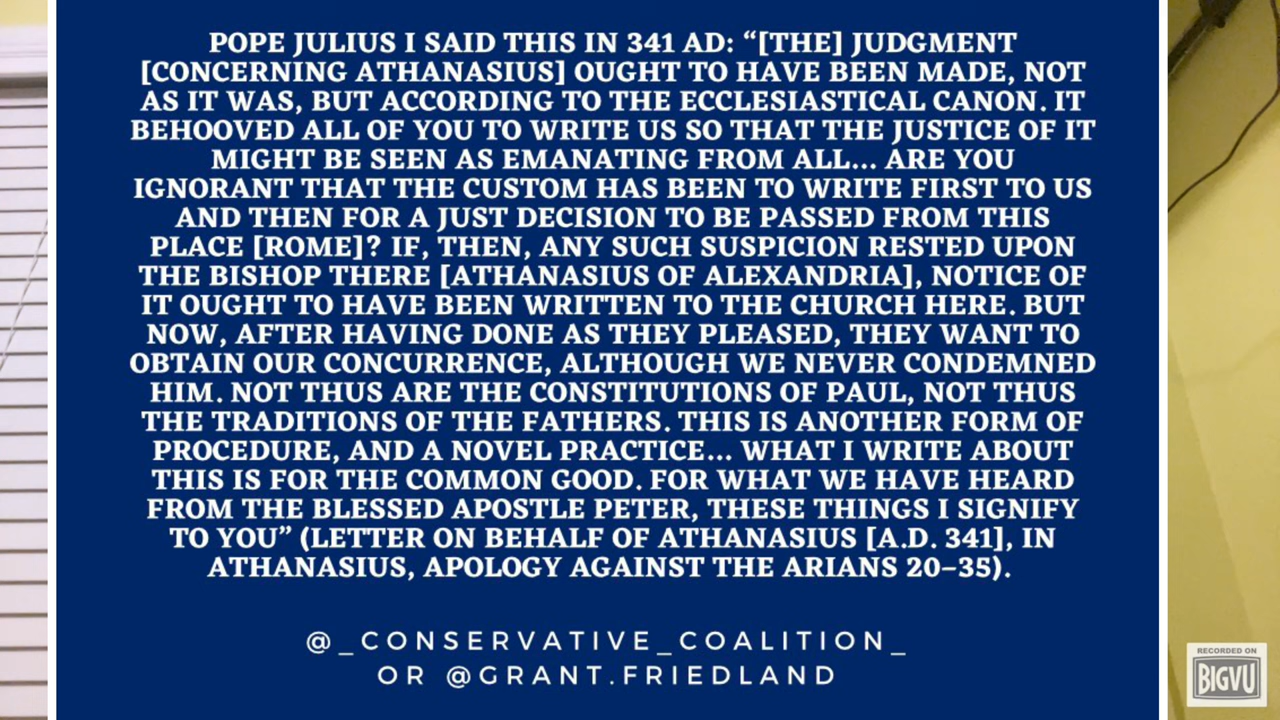 POPE JULIUS I SAID THIS IN 341 AD: “[THE] JUDGMENT
[CONCERNING ATHANASIUS] OUGHT TO HAVE BEEN MADE, NOT
AS IT WAS, BUT ACCORDING TO THE ECCLESIASTICAL CANON. IT
BEHOOVED ALL OF YOU TO WRITE US SO THAT THE JUSTICE OF IT
MIGHT BE SEEN AS EMANATING FROM ALL... ARE YOU
IGNORANT THAT THE CUSTOM HAS BEEN TO WRITE FIRST TO US
AND THEN FOR A JUST DECISION TO BE PASSED FROM THIS
PLACE [ROME]? IF, THEN, ANY SUCH SUSPICION RESTED UPON
THE BISHOP THERE [ATHANASIUS OF ALEXANDRIA], NOTICE OF
IT OUGHT TO HAVE BEEN WRITTEN TO THE CHURCH HERE. BUT
NOW, AFTER HAVING DONE AS THEY PLEASED, THEY WANT TO
OBTAIN OUR CONCURRENCE, ALTHOUGH WE NEVER CONDEMNED
HIM. NOT THUS ARE THE CONSTITUTIONS OF PAUL, NOT THUS
THE TRADITIONS OF THE FATHERS. THIS IS ANOTHER FORM OF
PROCEDURE, AND A NOVEL PRACTICE... WHAT I WRITE ABOUT
THIS IS FOR THE COMMON GOOD. FOR WHAT WE HAVE HEARD
FROM THE BLESSED APOSTLE PETER, THESE THINGS I SIGNIFY
TO YOU” (LETTER ON BEHALF OF ATHANASIUS [A.D. 341], IN
ATHANASIUS, APOLOGY AGAINST THE ARIANS 20–35).
@_CONSERVATIVE_COALITION_
OR @GRANT.FRIEDLAND
RECORDED ON
BIGVU